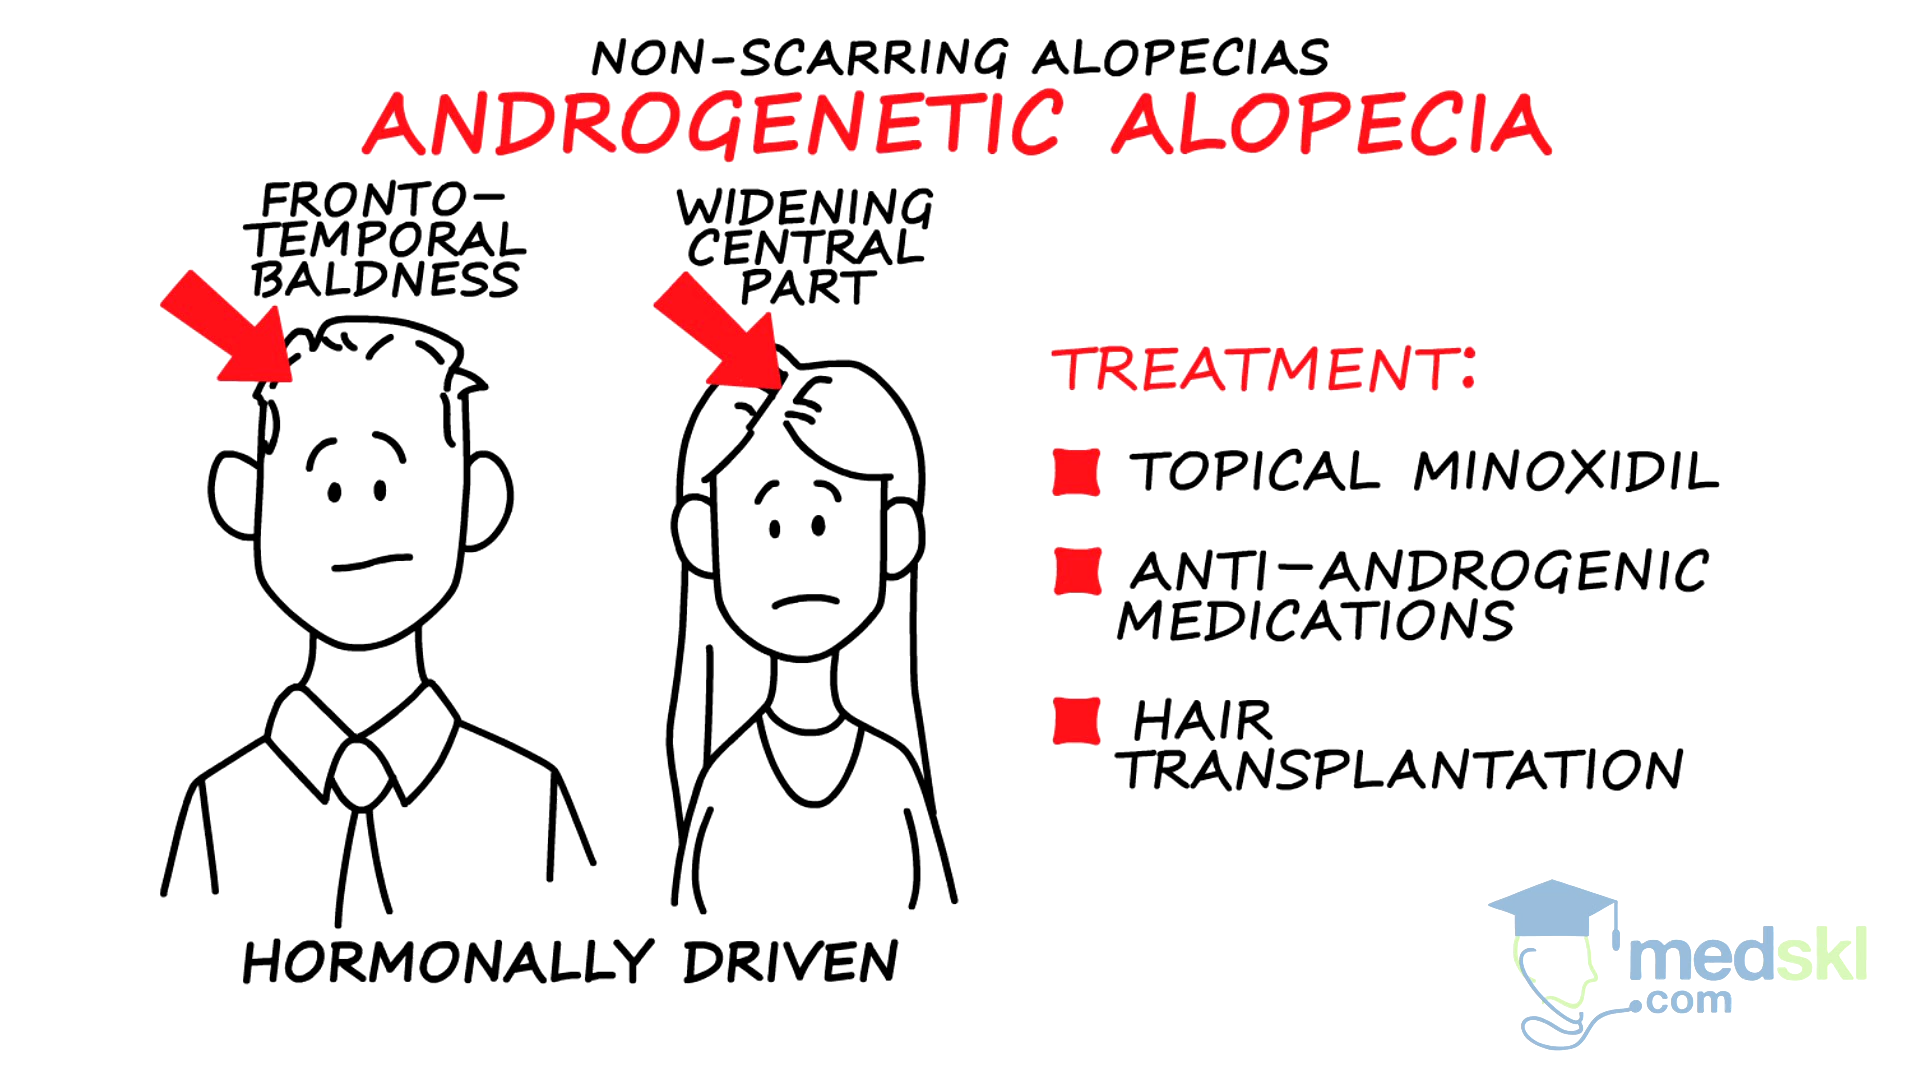 NON-SCARRING ALOPECIAS
ANDROGENETIC ALOPECIA
FRONTO-
TEMPORAL
BALDNESS
WIDENING
CENTRAL
PART
TREATMENT:
TOPICAL MINOXIDIL
ANTI-ANDROGENIC
MEDICATIONS
HAIR
TRANSPLANTATION
HORMONALLY DRIVEN
medskl
.com